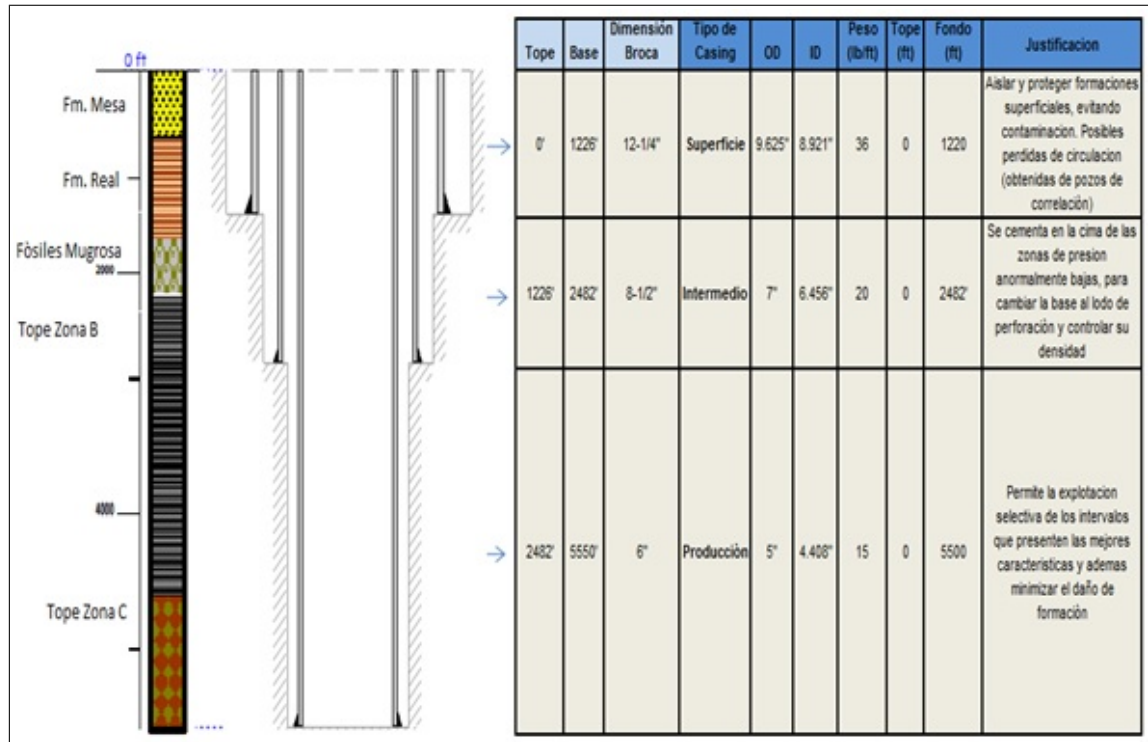 0 ft
Fm. Mesa
Fm. Real
Fòsiles Mugrosa
2000
Tope Zona B
4000
Tope Zona C
Tope Base Dimensión Broca Tipo de Casing OD ID Peso (lb/ft) Tope (ft) Fondo (ft) Justificacion
0' 1226' 12-1/4" Superficie 9.625" 8.921" 36 0 1220
Aislar y proteger formaciones
superficiales, evitando
contaminacion. Posibles
perdidas de circulacion
(obtenidas de pozos de
correlación)
1226' 2482' 8-1/2" Intermedio 7" 6.456" 20 0 2482'
Se cementa en la cima de las
zonas de presion
anormalmente bajas, para
cambiar la base al lodo de
perforaciòn y controlar su
densidad
2482' 5550' 6" Producciòn 5" 4.408" 15 0 5500
Permite la explotacion
selectiva de los intervalos
que presenten las mejores
caracteristicas y ademas
minimizar el daño de
formaciòn